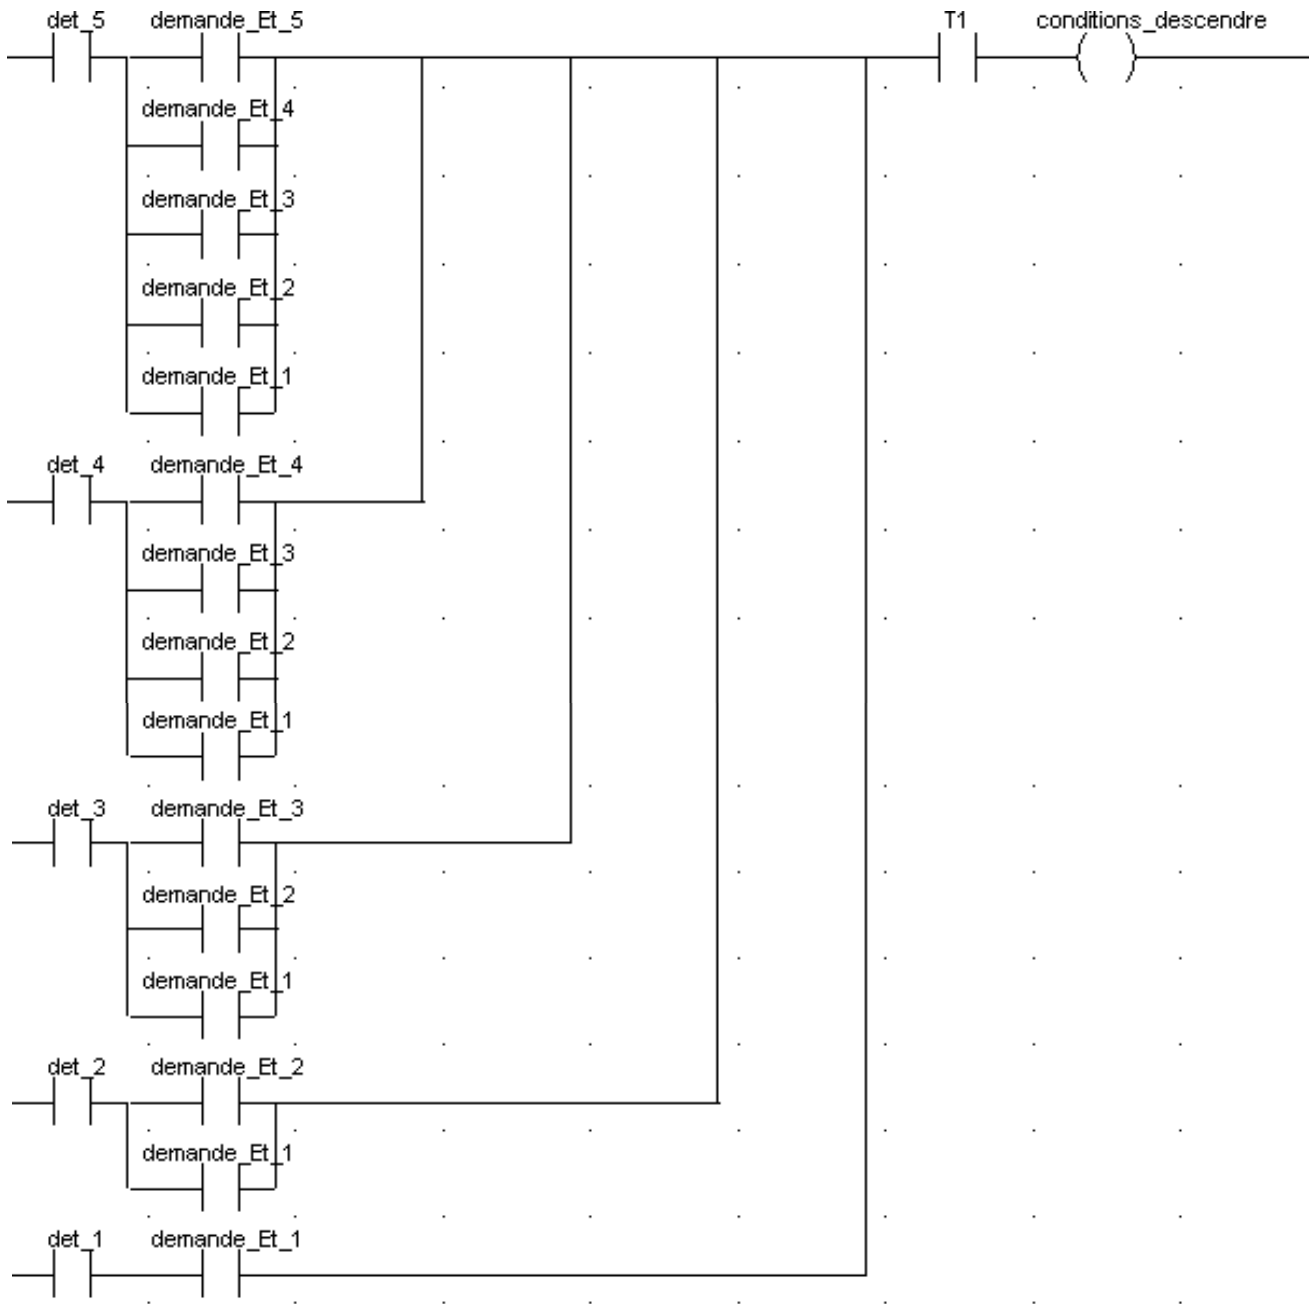 det_5 demande_Et_5 T1 conditions_descendre
demande_Et_4
demande_Et_3
demande_Et_2
demande_Et_1
det_4 demande_Et_4
demande_Et_3
demande_Et_2
demande_Et_1
det_3 demande_Et_3
demande_Et_2
demande_Et_1
det_2 demande_Et_2
demande_Et_1
det_1 demande_Et_1